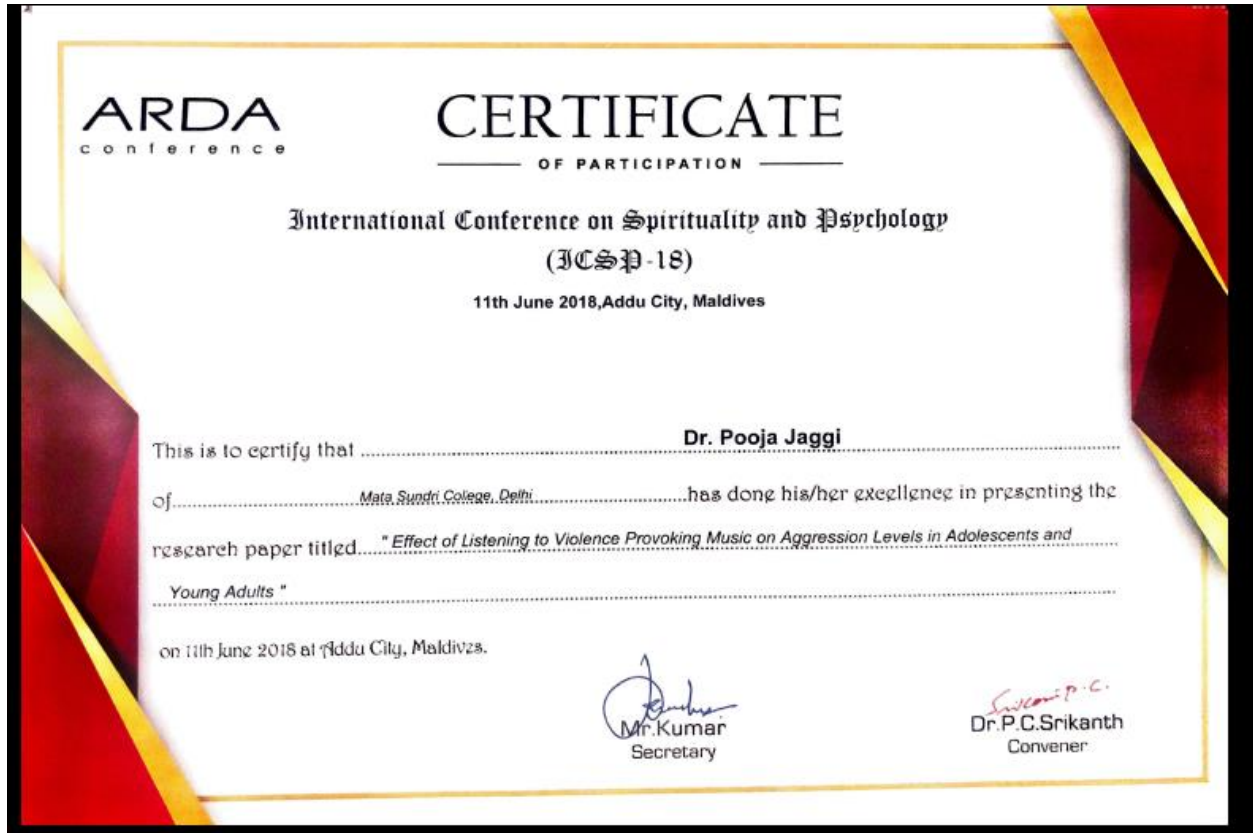 ARDA
conference
CERTIFICATE
OF PARTICIPATION
International Conference on Spirituality and Psychology
(ICSP-18)
11th June 2018,Addu City, Maldives
This is to certify that Dr. Pooja Jaggi
of Mata Sundri College, Delhi has done his/her excellence in presenting the
research paper titled " Effect of Listening to Violence Provoking Music on Aggression Levels in Adolescents and
Young Adults "
on 11th June 2018 at Addu City, Maldives.
Mr.Kumar
Secretary
Srikanth P.C.
Dr.P.C.Srikanth
Convener